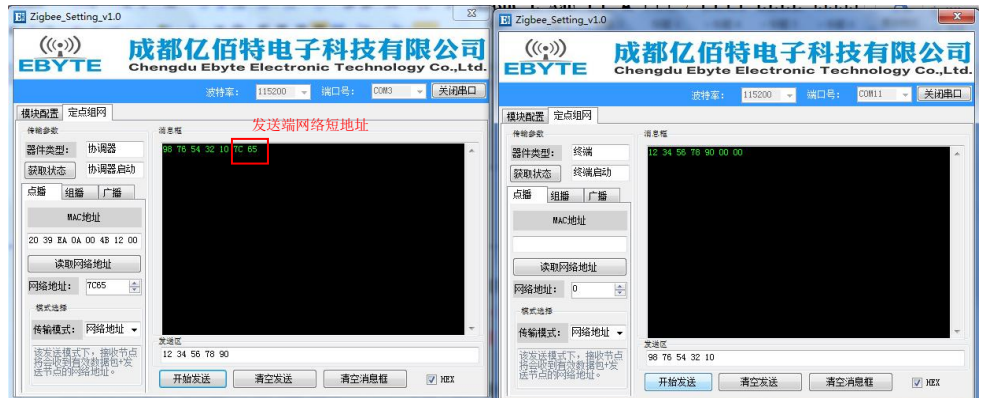 Zigbee_Setting_v1.0
((·))
EBYTE
成都亿佰特电子科技有限公司
Chengdu Ebyte Electronic Technology Co.,Ltd.
波特率： 115200 端口号： COM3 关闭串口
模块配置 定点组网
发送端网络短地址
传输参数
器件类型： 协调器
获取状态 协调器启动
点播 组播 广播
MAC地址
20 39 EA 0A 00 4B 12 00
读取网络地址
网络地址： 7C65
模式选择
传输模式： 网络地址
该发送模式下，接收节点
将会收到有效数据包+发
送节点的网络地址。
消息框
98 76 54 32 10 7C 65
发送区
12 34 56 78 90
开始发送 清空发送 清空消息框 HEX
Zigbee_Setting_v1.0
EBYTE
成都亿佰特电子科技有限公司
Chengdu Ebyte Electronic Technology Co.,Ltd.
波特率： 115200 端口号： COM11 关闭串口
模块配置 定点组网
传输参数
器件类型： 终端
获取状态 终端启动
点播 组播 广播
MAC地址
读取网络地址
网络地址： 0
模式选择
传输模式： 网络地址
该发送模式下，接收节点
将会收到有效数据包+发
送节点的网络地址。
消息框
12 34 56 78 90 00 00
发送区
98 76 54 32 10
开始发送 清空发送 清空消息框 HEX